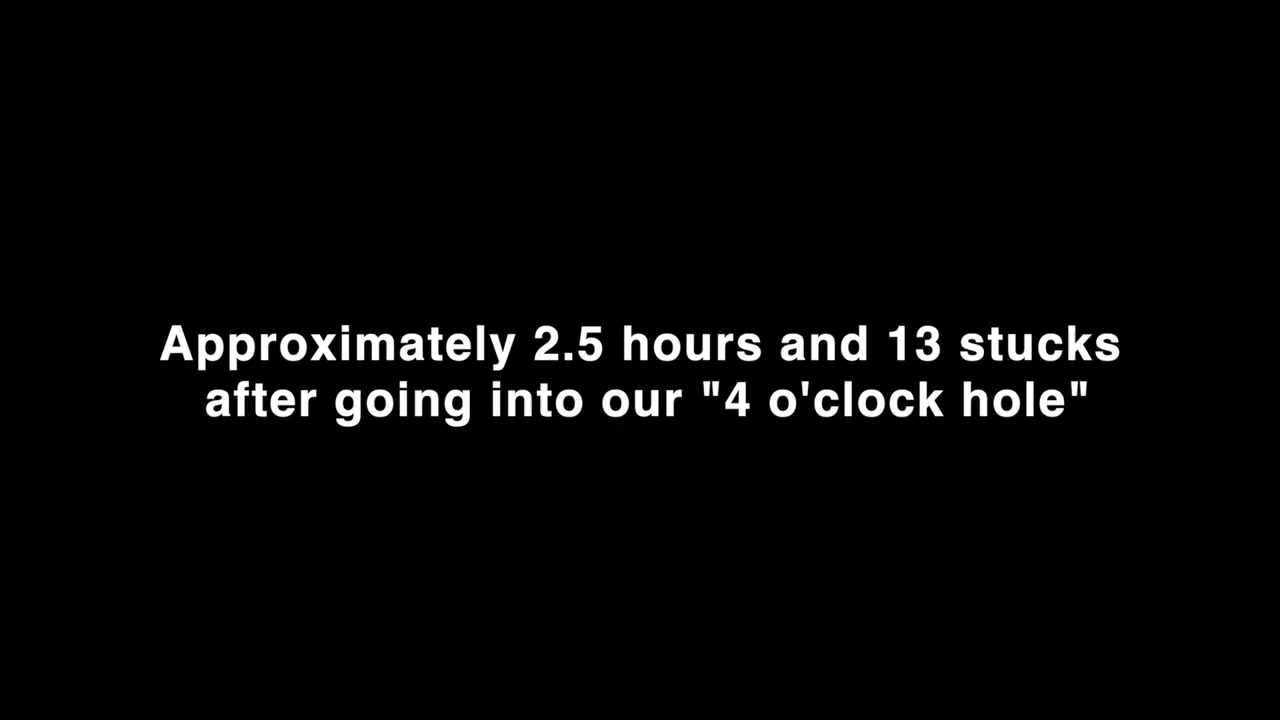 Approximately 2.5 hours and 13 stucks
after going into our "4 o'clock hole"